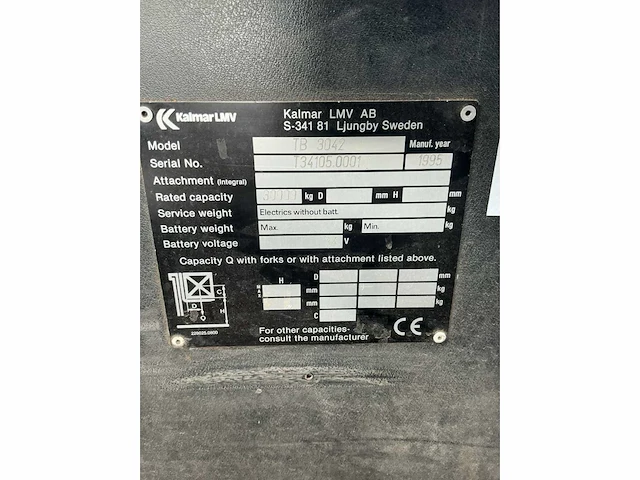 Kalmar LMV
Kalmar LMV AB
S-341 81 Ljungby Sweden
Model TB 3042 Manuf. year
Serial No. T34105.0001 1995
Attachment (Integral)
Rated capacity kg D mm H mm
Service weight Electrics without batt. kg
Battery weight Max. kg Min. kg
Battery voltage V
Capacity Q with forks or with attachment listed above.
H D mm
MAX mm kg
mm kg
C
D C H Q
For other capacities-
consult the manufacturer CE